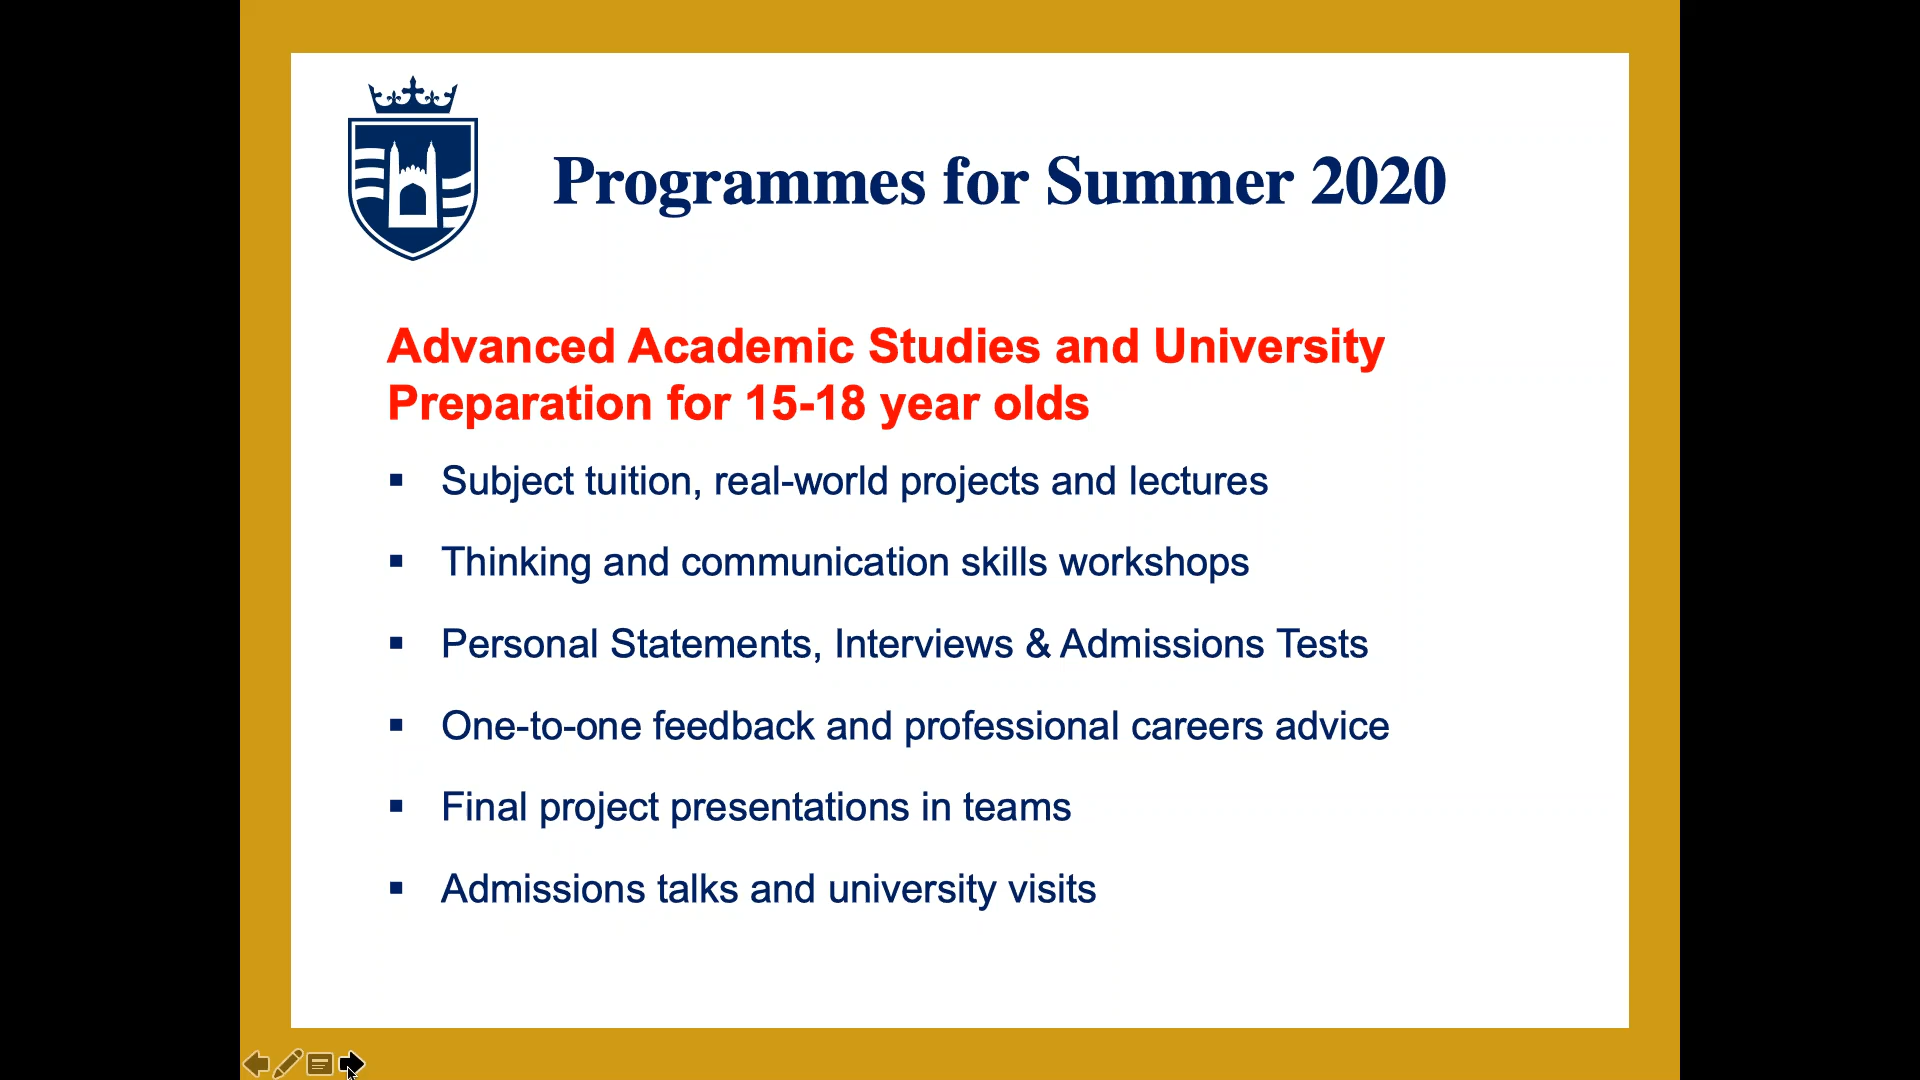 Programmes for Summer 2020
Advanced Academic Studies and University
Preparation for 15-18 year olds
▪ Subject tuition, real-world projects and lectures
▪ Thinking and communication skills workshops
▪ Personal Statements, Interviews & Admissions Tests
▪ One-to-one feedback and professional careers advice
▪ Final project presentations in teams
▪ Admissions talks and university visits